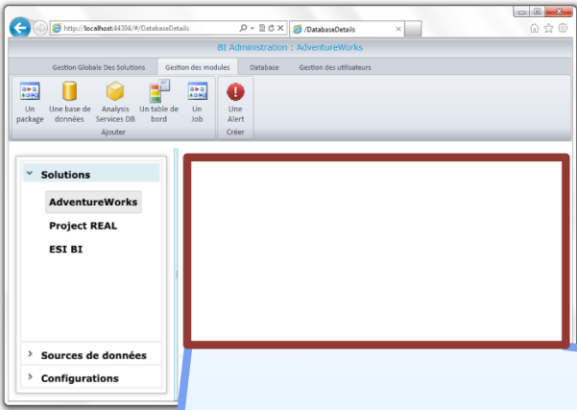 http://localhost:44394/#/DatabaseDetails
/DatabaseDetails
BI Administration : AdventureWorks
Gestion Globale Des Solutions
Gestion des modules
Database
Gestion des utilisateurs
Un package
Une base de données
Analysis Services DB
Un table de bord
Un Job
Une Alert
Ajouter
Créer
Solutions
AdventureWorks
Project REAL
ESI BI
Sources de données
Configurations